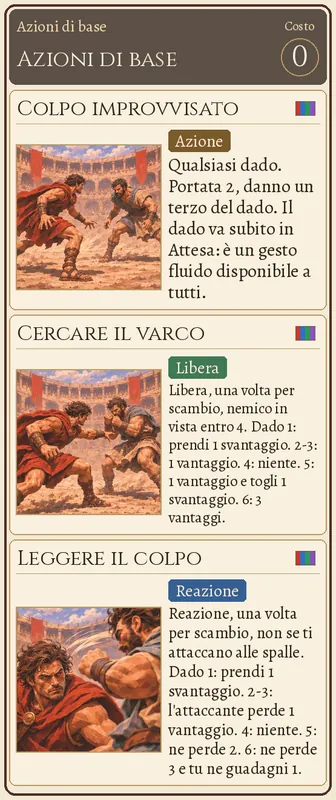 Azioni di base
Costo
Azioni di base
0
Colpo improvvisato
Azione
Qualsiasi dado.
Portata 2, danno un
terzo del dado. Il
dado va subito in
Attesa: è un gesto
fluido disponibile a
tutti.
Cercare il varco
Libera
Libera, una volta per
scambio, nemico in
vista entro 4. Dado 1:
prendi 1 svantaggio. 2-3:
1 vantaggio. 4: niente. 5:
1 vantaggio e togli 1
svantaggio. 6: 3
vantaggi.
Leggere il colpo
Reazione
Reazione, una volta
per scambio, non se ti
attaccano alle spalle.
Dado 1: prendi 1
svantaggio. 2-3:
l'attaccante perde 1
vantaggio. 4: niente. 5:
ne perde 2. 6: ne perde
3 e tu ne guadagni 1.